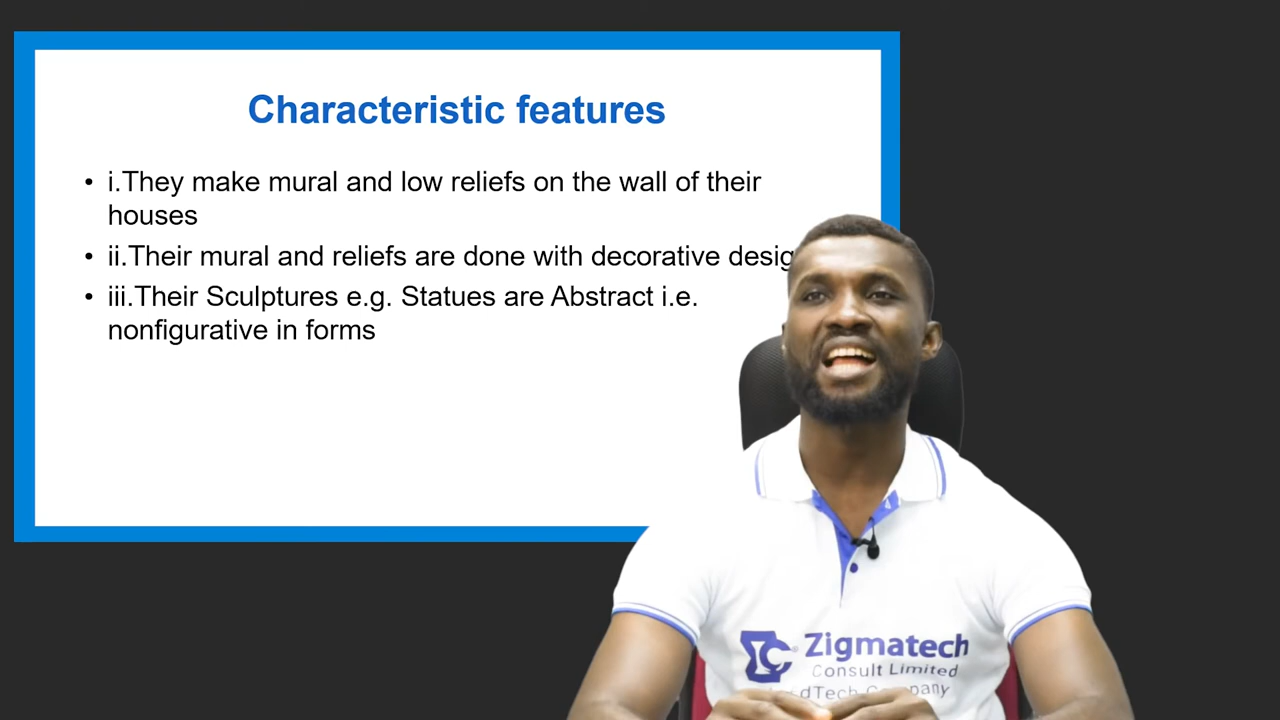 Characteristic features
• i.They make mural and low reliefs on the wall of their
houses
• ii.Their mural and reliefs are done with decorative
• iii.Their Sculptures e.g. Statues are Abstract i.e.
nonfigurative in forms
Zigmatech
Consult Limited